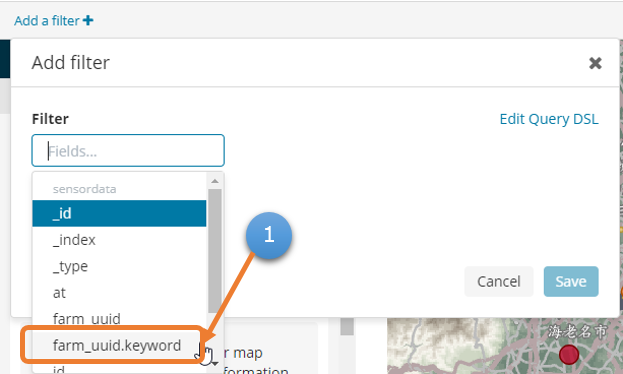 Add a filter +
Add filter
Filter
Edit Query DSL
Fields...
sensordata
_id
_index
_type
at
farm_uuid
farm_uuid.keyword
id
1
Cancel
Save
r map
formation
海老名市